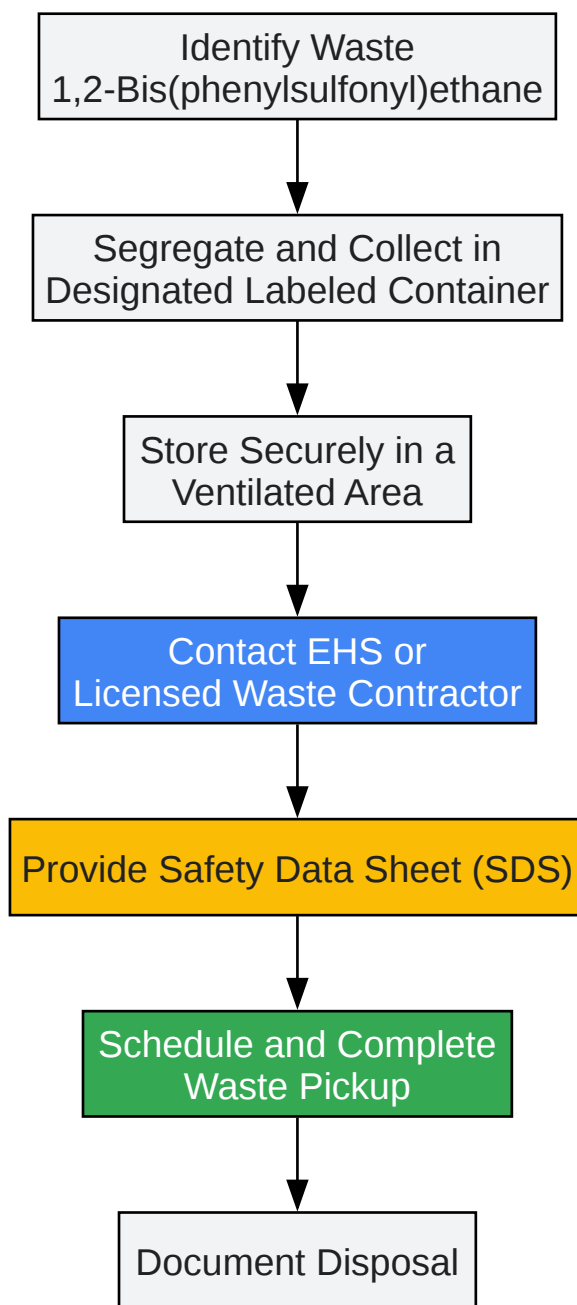 Identify Waste
1,2-Bis(phenylsulfonyl)ethane
Segregate and Collect in
Designated Labeled Container
Store Securely in a
Ventilated Area
Contact EHS or
Licensed Waste Contractor
Provide Safety Data Sheet (SDS)
Schedule and Complete
Waste Pickup
Document Disposal